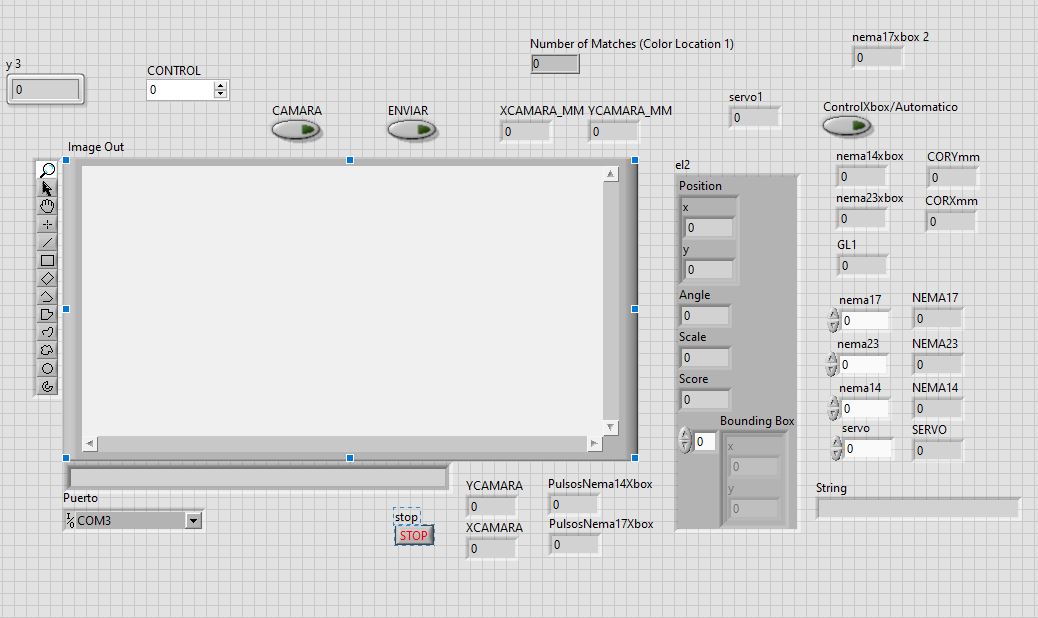 nema17xbox 2
0
Number of Matches (Color Location 1)
0
y 3
0
CONTROL
0
CAMARA
ENVIAR
XCAMARA_MM YCAMARA_MM
0 0
servo1
0
ControlXbox/Automatico
Image Out
el2
Position
x
0
y
0
Angle
0
Scale
0
Score
0
Bounding Box
0
x
0
y
0
nema14xbox CORYmm
0 0
nema23xbox CORXmm
0 0
GL1
0
nema17 NEMA17
0 0
nema23 NEMA23
0 0
nema14 NEMA14
0 0
servo SERVO
0 0
String
Puerto
COM3
stop
STOP
YCAMARA PulsosNema14Xbox
0 0
XCAMARA PulsosNema17Xbox
0 0